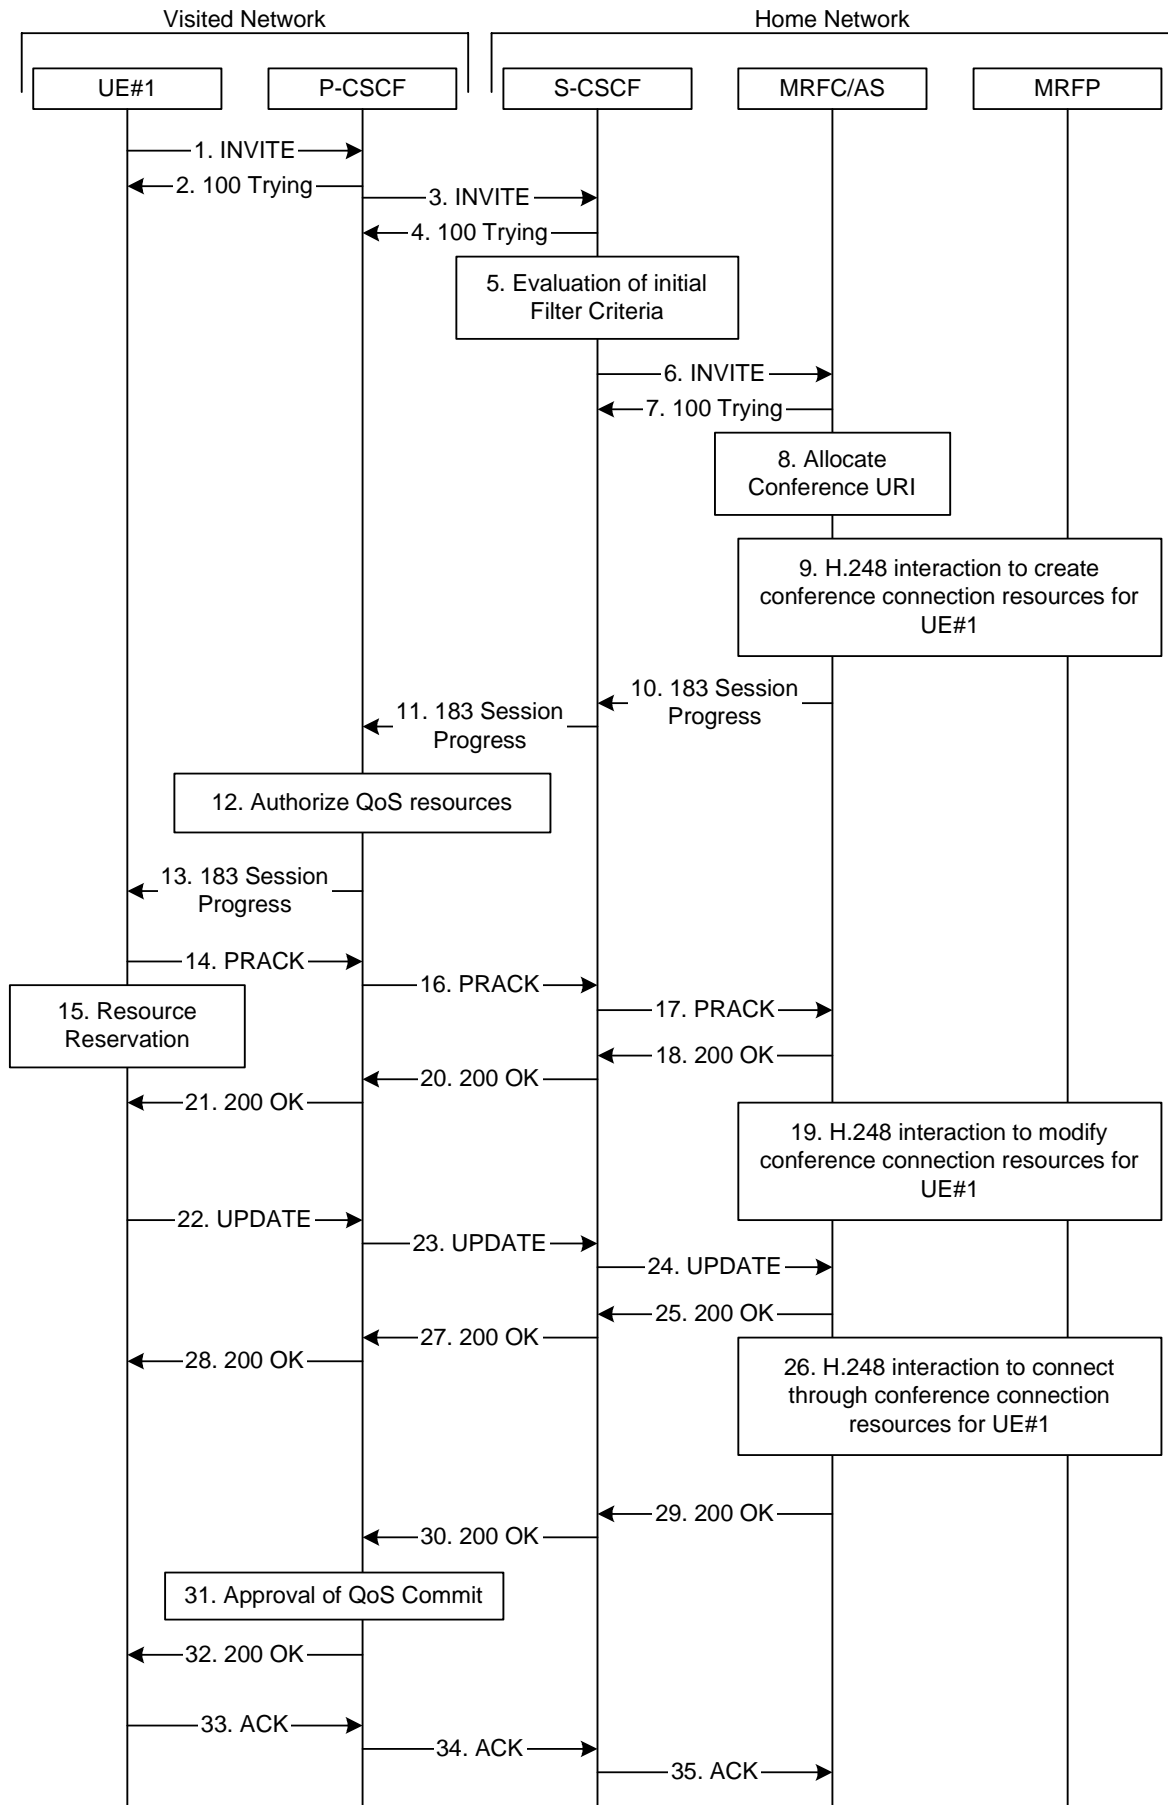 Visited Network
Home Network
UE#1
P-CSCF
S-CSCF
MRFC/AS
MRFP
1. INVITE
2. 100 Trying
3. INVITE
4. 100 Trying
5. Evaluation of initial
Filter Criteria
6. INVITE
7. 100 Trying
8. Allocate
Conference URI
9. H.248 interaction to create
conference connection resources for
UE#1
10. 183 Session
Progress
11. 183 Session
Progress
12. Authorize QoS resources
13. 183 Session
Progress
14. PRACK
15. Resource
Reservation
16. PRACK
17. PRACK
18. 200 OK
20. 200 OK
21. 200 OK
19. H.248 interaction to modify
conference connection resources for
UE#1
22. UPDATE
23. UPDATE
24. UPDATE
25. 200 OK
27. 200 OK
28. 200 OK
26. H.248 interaction to connect
through conference connection
resources for UE#1
29. 200 OK
30. 200 OK
31. Approval of QoS Commit
32. 200 OK
33. ACK
34. ACK
35. ACK